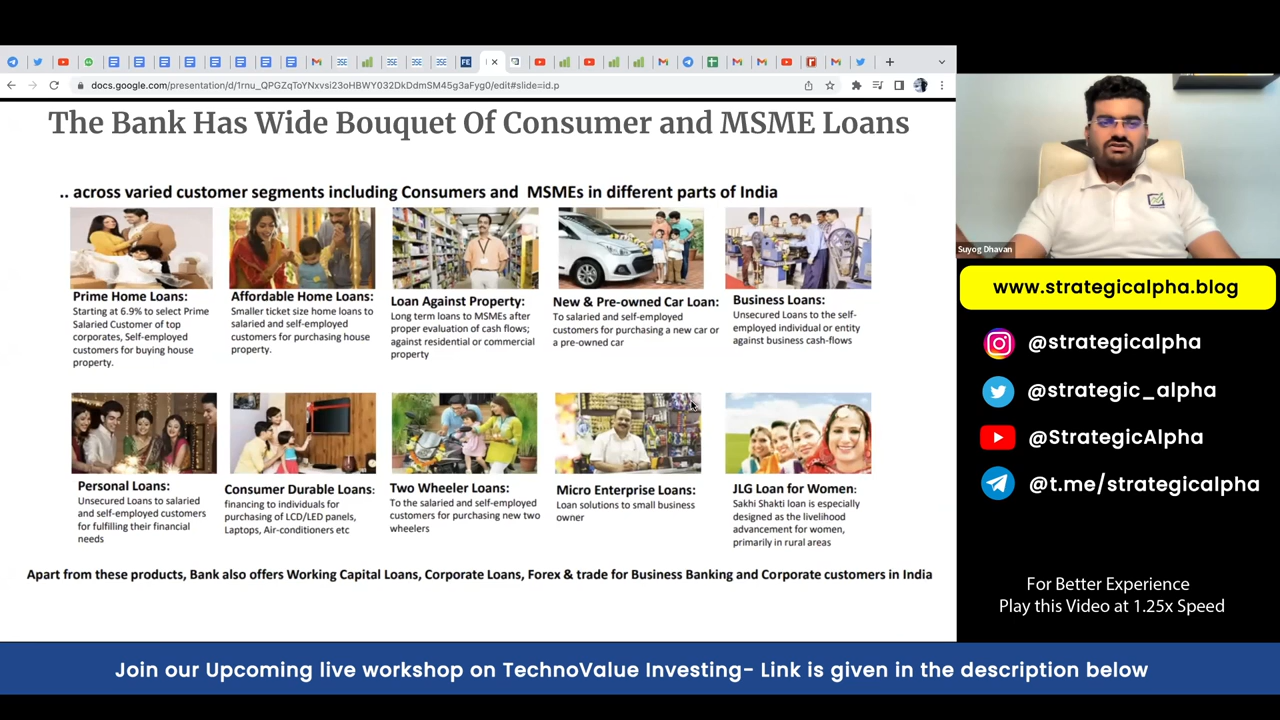 docs.google.com/presentation/d/1rnu_QPGZqToYNxvsi23oHBWY032DkDdmSM45g3aFyg0/edit#slide=id.p
The Bank Has Wide Bouquet Of Consumer and MSME Loans
.. across varied customer segments including Consumers and MSMEs in different parts of India
Prime Home Loans:
Starting at 6.9% to select Prime
Salaried Customer of top
corporates, Self-employed
customers for buying house
property.
Affordable Home Loans:
Smaller ticket size home loans to
salaried and self-employed
customers for purchasing house
property.
Loan Against Property:
Long term loans to MSMEs after
proper evaluation of cash flows;
against residential or commercial
property
New & Pre-owned Car Loan:
To salaried and self-employed
customers for purchasing a new car or
a pre-owned car
Business Loans:
Unsecured Loans to the self-
employed individual or entity
against business cash-flows
Personal Loans:
Unsecured Loans to salaried
and self-employed customers
for fulfilling their financial
needs
Consumer Durable Loans:
financing to individuals for
purchasing of LCD/LED panels,
Laptops, Air-conditioners etc
Two Wheeler Loans:
To the salaried and self-employed
customers for purchasing new two
wheelers
Micro Enterprise Loans:
Loan solutions to small business
owner
JLG Loan for Women:
Sakhi Shakti loan is especially
designed as the livelihood
advancement for women,
primarily in rural areas
Apart from these products, Bank also offers Working Capital Loans, Corporate Loans, Forex & trade for Business Banking and Corporate customers in India
Suyog Dhavan
www.strategicalpha.blog
@strategicalpha
@strategic_alpha
@StrategicAlpha
@t.me/strategicalpha
For Better Experience
Play this Video at 1.25x Speed
Join our Upcoming live workshop on TechnoValue Investing- Link is given in the description below